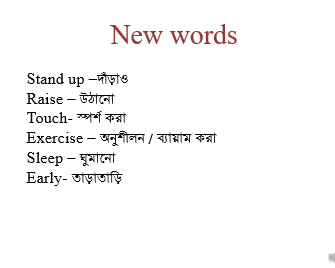 New words
Stand up –দাঁড়াও
Raise – উঠানো
Touch- স্পর্শ করা
Exercise – অনুশীলন / ব্যায়াম করা
Sleep – ঘুমানো
Early- তাড়াতাড়ি